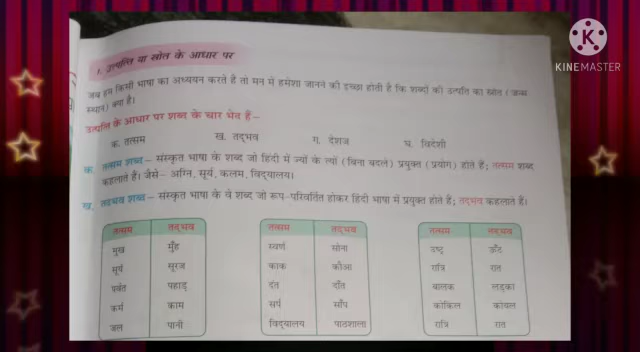 KINEMASTER
१. उत्पत्ति या स्रोत के आधार पर
जब हम किसी भाषा का अध्ययन करते हैं तो मन में हमेशा जानने की इच्छा होती है कि शब्दों की उत्पति का स्रोत (जन्म
स्थान) क्या है।
उत्पत्ति के आधार पर शब्द के चार भेद हैं–
क. तत्सम ख. तद्भव ग. देशज घ. विदेशी
क. तत्सम शब्द – संस्कृत भाषा के शब्द जो हिंदी में ज्यों के त्यों (बिना बदले) प्रयुक्त (प्रयोग) होते हैं; तत्सम शब्द
कहलाते हैं। जैसे– अग्नि, सूर्य, कलम, विद्यालय।
ख. तद्भव शब्द – संस्कृत भाषा के वे शब्द जो रूप-परिवर्तित होकर हिंदी भाषा में प्रयुक्त होते हैं; तद्भव कहलाते हैं।
तत्सम तद्भव
मुख मुँह
सूर्य सूरज
पर्वत पहाड़
कर्म काम
जल पानी
तत्सम तद्भव
स्वर्ण सोना
काक कौआ
दंत दाँत
सर्प साँप
विद्यालय पाठशाला
तत्सम तद्भव
उष्ट्र ऊँट
रात्रि रात
बालक लड़का
कोकिल कोयल
रात्रि रात